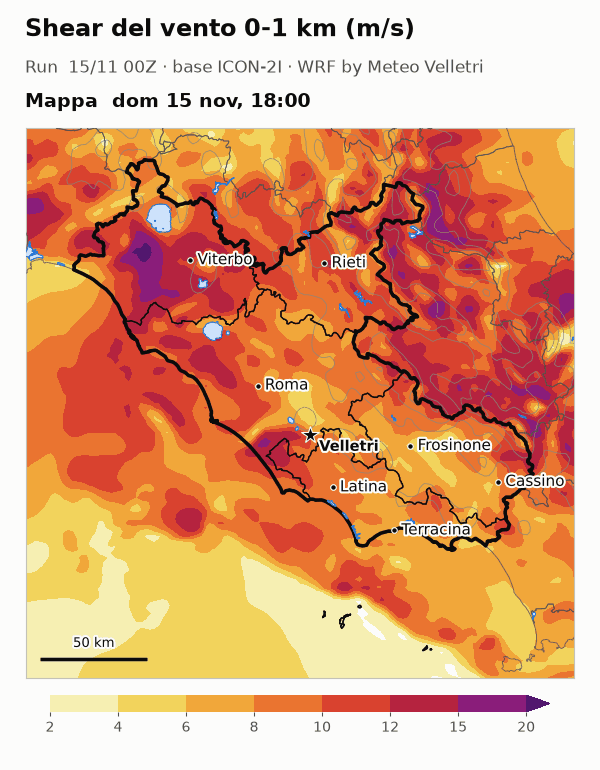 Shear del vento 0-1 km (m/s)
Run  15/11 00Z · base ICON-2I · WRF by Meteo Velletri
Mappa  dom 15 nov, 18:00
Viterbo
Rieti
Roma
Velletri
Frosinone
Latina
Cassino
Terracina
50 km
2 4 6 8 10 12 15 20